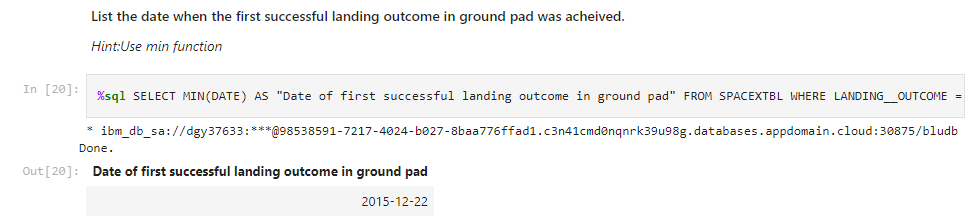 List the date when the first successful landing outcome in ground pad was acheived.
Hint:Use min function
In [20]: %sql SELECT MIN(DATE) AS "Date of first successful landing outcome in ground pad" FROM SPACEXTBL WHERE LANDING__OUTCOME =
* ibm_db_sa://dgy37633:***@98538591-7217-4024-b027-8baa776ffad1.c3n41cmd0nqnrk39u98g.databases.appdomain.cloud:30875/bludb
Done.
Out[20]: Date of first successful landing outcome in ground pad
2015-12-22